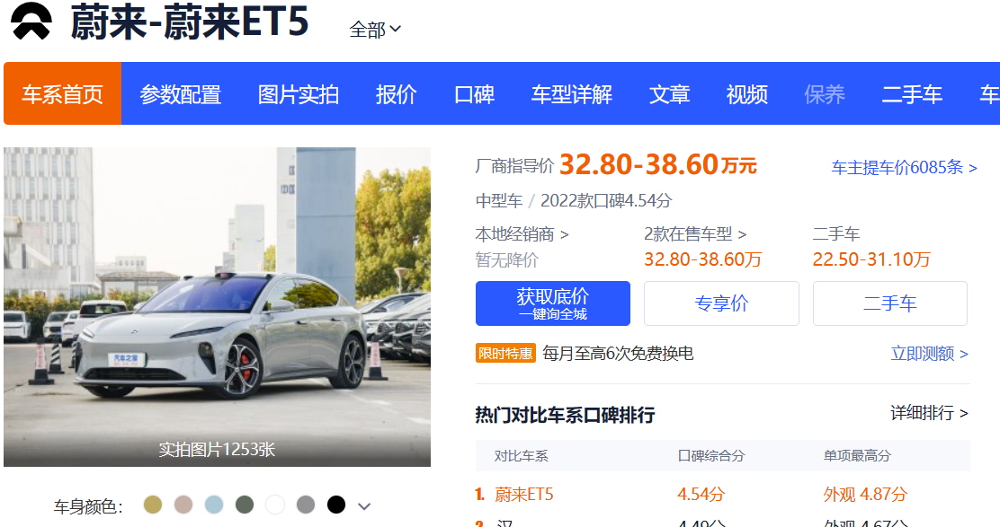 蔚来-蔚来ET5
全部
车系首页 参数配置 图片实拍 报价 口碑 车型详解 文章 视频 保养 二手车 车
厂商指导价 32.80-38.60万元 车主提车价6085条 >
中型车 / 2022款口碑4.54分
本地经销商 > 2款在售车型 > 二手车
暂无降价 32.80-38.60万 22.50-31.10万
获取底价 专享价 二手车
一键询全城
限时特惠 每月至高6次免费换电 立即测额 >
汽车之家
实拍图片1253张
车身颜色：
热门对比车系口碑排行 详细排行 >
对比车系 口碑综合分 单项最高分
1. 蔚来ET5 4.54分 外观 4.87分
2. 汉 4.49分 外观 4.67分